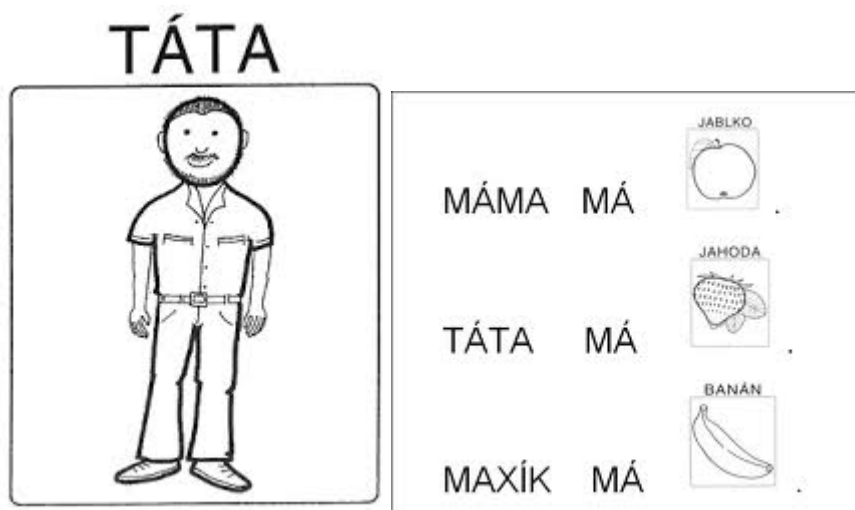 TÁTA
JABLKO
MÁMA MÁ .
JAHODA
TÁTA MÁ .
BANÁN
MAXÍK MÁ .